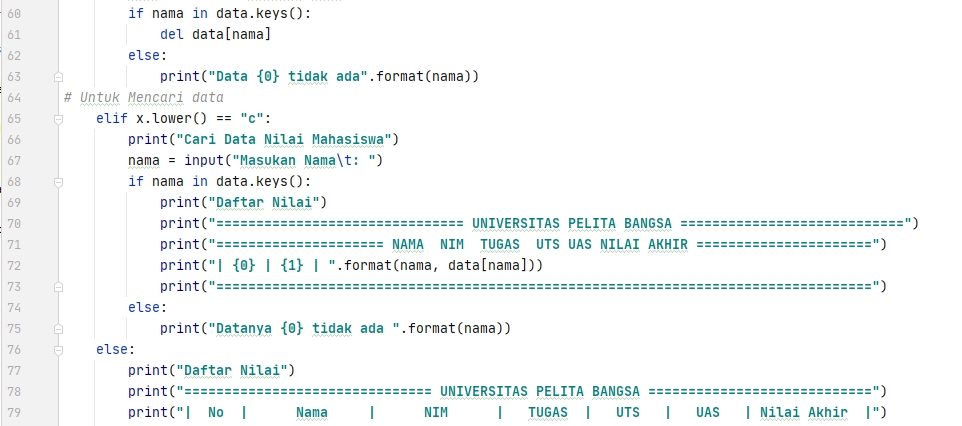 60 if nama in data.keys():
61 del data[nama]
62 else:
63 print("Data {0} tidak ada".format(nama))
64 # Untuk Mencari data
65 elif x.lower() == "c":
66 print("Cari Data Nilai Mahasiswa")
67 nama = input("Masukan Nama\t: ")
68 if nama in data.keys():
69 print("Daftar Nilai")
70 print("=============================== UNIVERSITAS PELITA BANGSA ============================")
71 print("===================== NAMA  NIM  TUGAS  UTS UAS NILAI AKHIR ======================")
72 print("| {0} | {1} | ".format(nama, data[nama]))
73 print("==================================================================================")
74 else:
75 print("Datanya {0} tidak ada ".format(nama))
76 else:
77 print("Daftar Nilai")
78 print("=============================== UNIVERSITAS PELITA BANGSA ============================")
79 print("|  No  |      Nama     |      NIM      |   TUGAS  |   UTS   |   UAS   | Nilai Akhir  |")